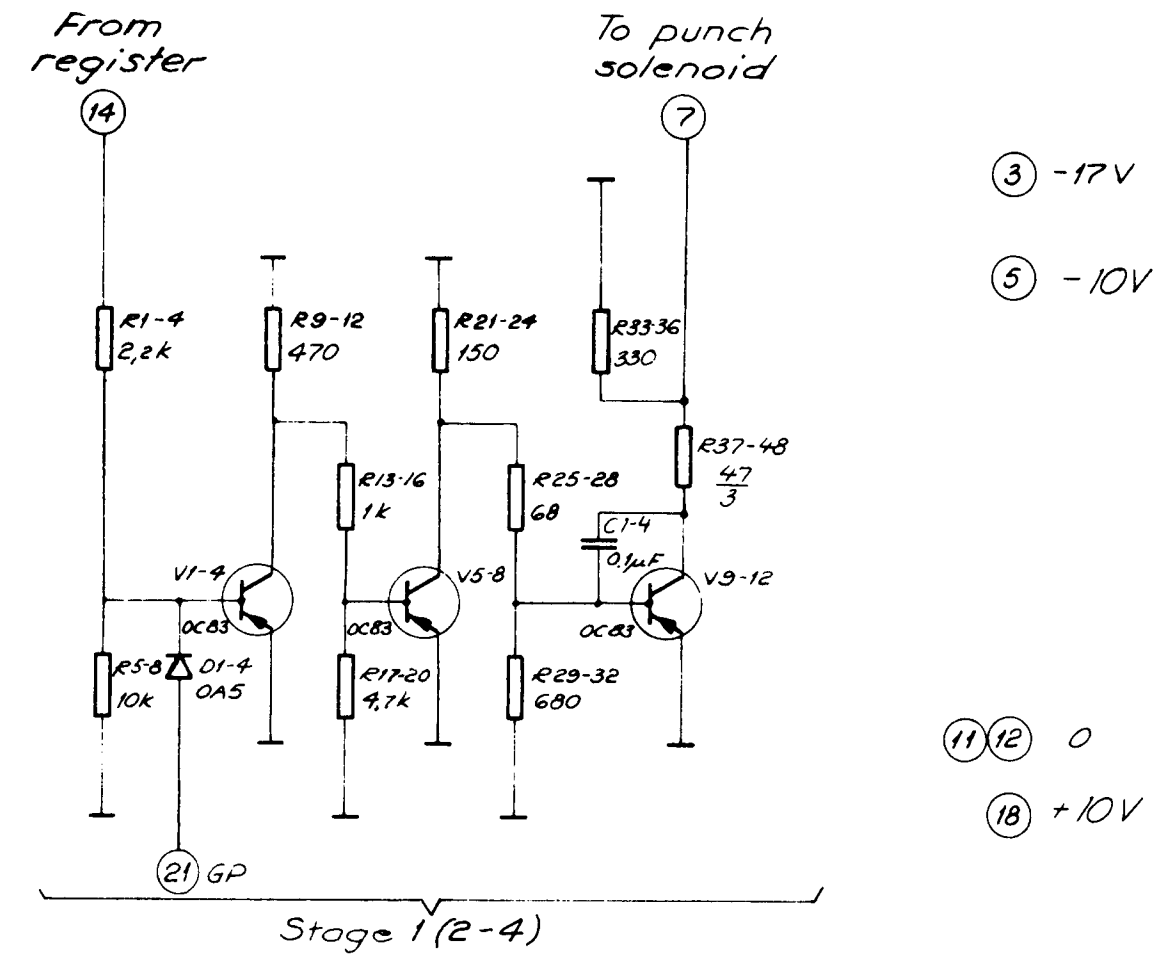 From
register
To punch
solenoid
14
7
3 -17V
5 -10V
R1-4
2,2k
R9-12
470
R21-24
150
R33-36
330
R37-48
47
3
R13-16
1k
R25-28
68
C1-4
0.1µF
V1-4
OC83
V5-8
OC83
V9-12
OC83
R5-8
10k
D1-4
OA5
R17-20
4,7k
R29-32
680
11 12 0
18 +10V
21 GP
Stage 1 (2-4)